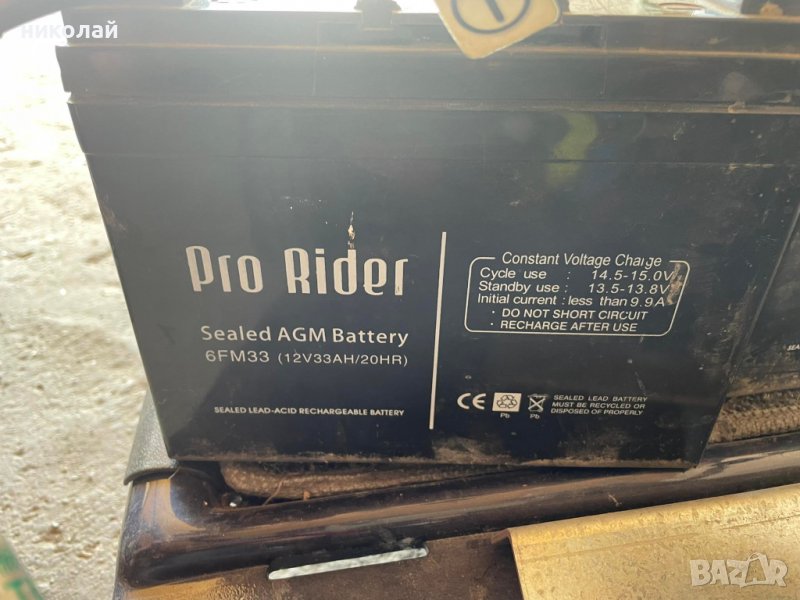 николай
Pro Rider
Sealed AGM Battery
6FM33 (12V33AH/20HR)
SEALED LEAD-ACID RECHARGEABLE BATTERY
Constant Voltage Charge
Cycle use : 14.5-15.0V
Standby use : 13.5-13.8V
Initial current : less than 9.9A
· DO NOT SHORT CIRCUIT
· RECHARGE AFTER USE
CE
Pb
Pb
SEALED LEAD BATTERY
MUST BE RECYCLED OR
DISPOSED OF PROPERLY
SEA
BAZAR